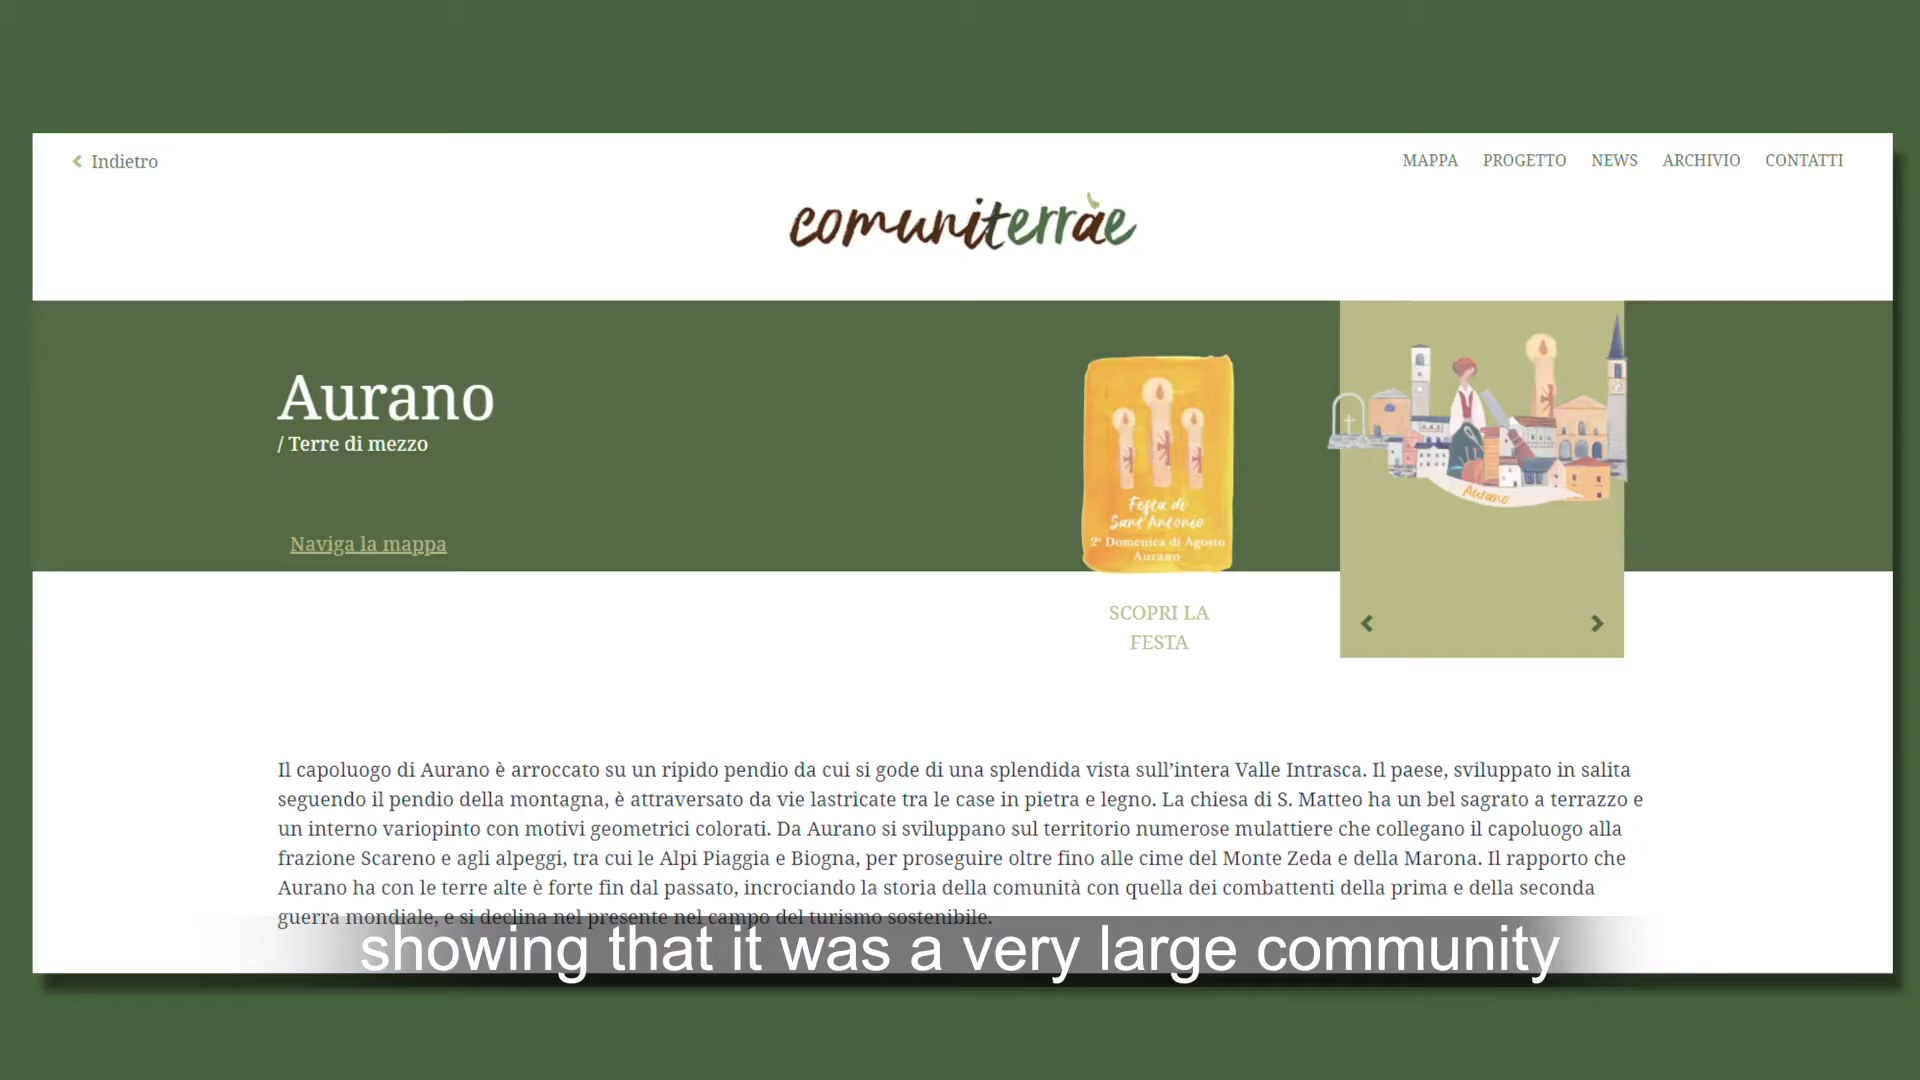 Indietro
MAPPA PROGETTO NEWS ARCHIVIO CONTATTI
comuniterràe
Aurano
/ Terre di mezzo
Naviga la mappa
Festa di
Sant'Antonio
2ª Domenica di Agosto
Aurano
Aurano
SCOPRI LA
FESTA
Il capoluogo di Aurano è arroccato su un ripido pendio da cui si gode di una splendida vista sull’intera Valle Intrasca. Il paese, sviluppato in salita
seguendo il pendio della montagna, è attraversato da vie lastricate tra le case in pietra e legno. La chiesa di S. Matteo ha un bel sagrato a terrazzo e
un interno variopinto con motivi geometrici colorati. Da Aurano si sviluppano sul territorio numerose mulattiere che collegano il capoluogo alla
frazione Scareno e agli alpeggi, tra cui le Alpi Piaggia e Biogna, per proseguire oltre fino alle cime del Monte Zeda e della Marona. Il rapporto che
Aurano ha con le terre alte è forte fin dal passato, incrociando la storia della comunità con quella dei combattenti della prima e della seconda
guerra mondiale, e si declina nel presente nel campo del turismo sostenibile.
showing that it was a very large community